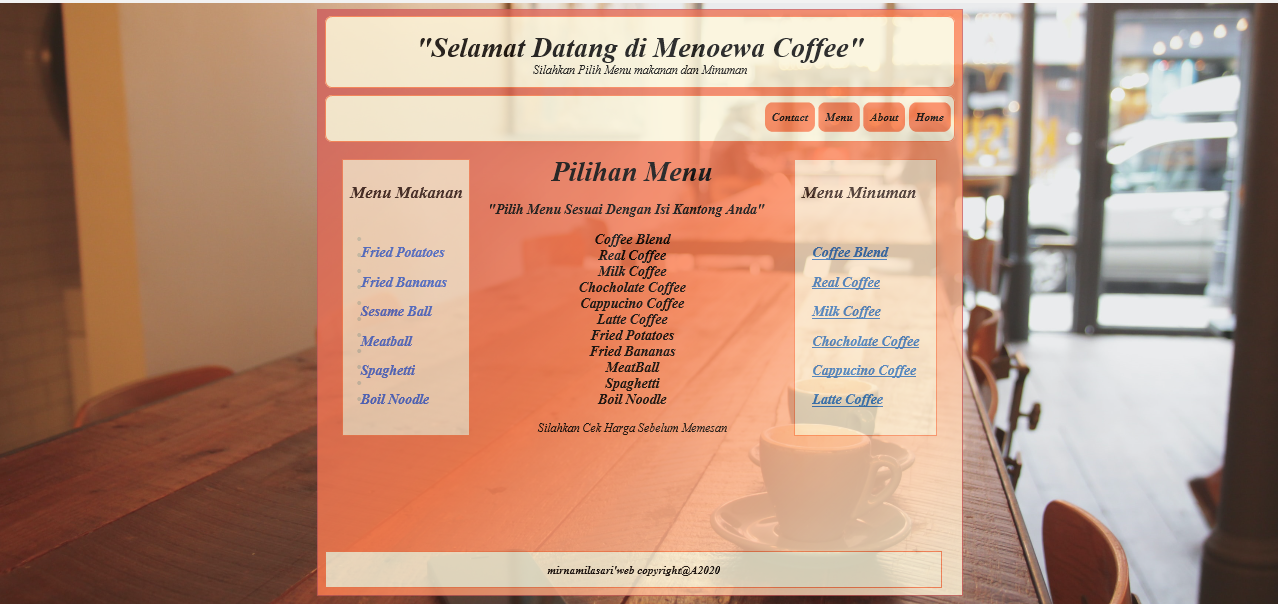 "Selamat Datang di Menoewa Coffee"
Silahkan Pilih Menu makanan dan Minuman
Contact Menu About Home
Menu Makanan
Fried Potatoes
Fried Bananas
Sesame Ball
Meatball
Spaghetti
Boil Noodle
Pilihan Menu
"Pilih Menu Sesuai Dengan Isi Kantong Anda"
Coffee Blend
Real Coffee
Milk Coffee
Chocholate Coffee
Cappucino Coffee
Latte Coffee
Fried Potatoes
Fried Bananas
MeatBall
Spaghetti
Boil Noodle
Silahkan Cek Harga Sebelum Memesan
Menu Minuman
Coffee Blend
Real Coffee
Milk Coffee
Chocholate Coffee
Cappucino Coffee
Latte Coffee
mirnamilasari'web copyright@A2020